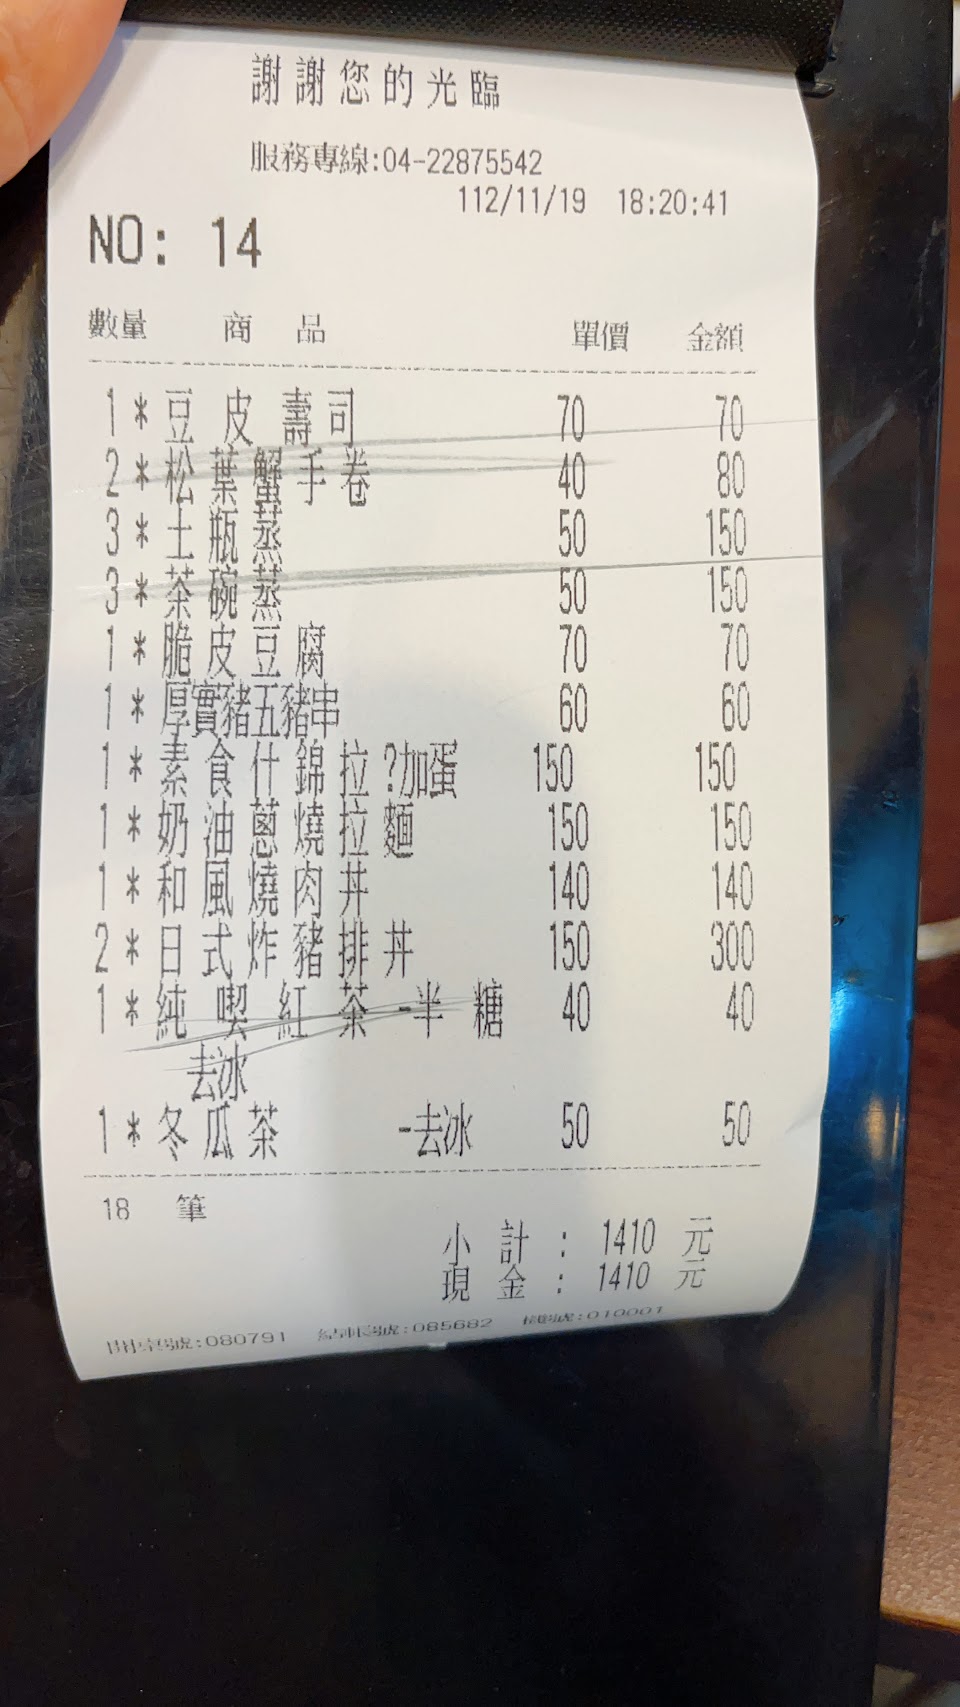 謝謝您的光臨
服務專線:04-22875542
112/11/19 18:20:41
NO: 14
數量 商品 單價 金額
1 * 豆皮壽司 70 70
2 * 松葉蟹手卷 40 80
3 * 土瓶蒸 50 150
3 * 茶碗蒸 50 150
1 * 脆皮豆腐 70 70
1 * 厚實豬五豬串 60 60
1 * 素食什錦拉?加蛋 150 150
1 * 奶油蔥燒拉麵 150 150
1 * 和風燒肉丼 140 140
2 * 日式炸豬排丼 150 300
1 * 純喫紅茶 -半糖 40 40
去冰
1 * 冬瓜茶 -去冰 50 50
18 筆
小計 : 1410 元
現金 : 1410 元
:080791 :085682 :010001